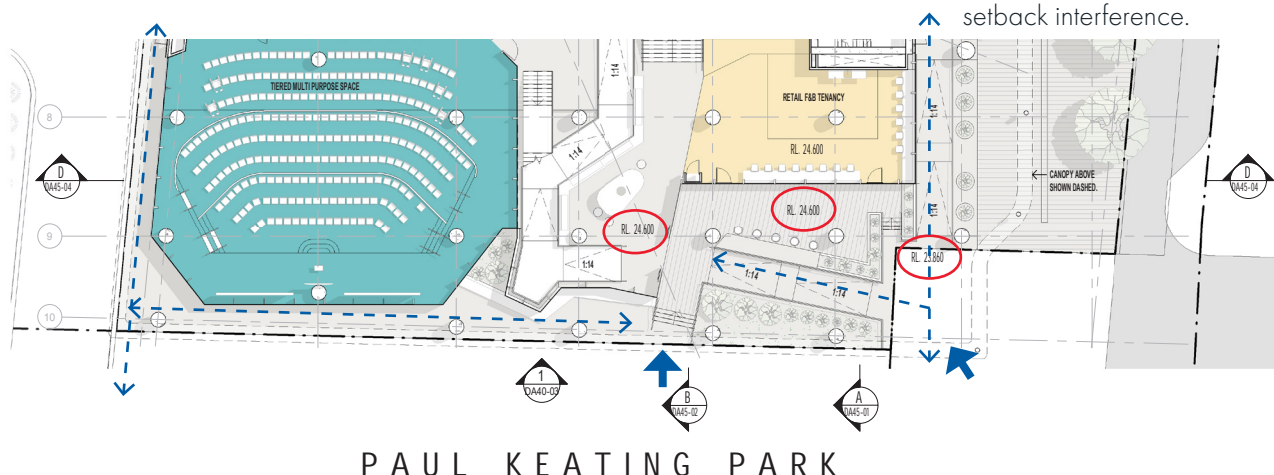 setback interference.
1:14
8
TIERED MULTI PURPOSE SPACE
RETAIL F&B TENANCY
1:14
RL. 24.600
1:14
D
DA45-04
CANOPY ABOVE
SHOWN DASHED.
D
DA45-04
9
RL. 24.600
RL. 24.600
1:14
RL. 23.860
1:14
1:14
1:14
10
1
DA40-03
B
DA45-02
A
DA45-01
PAUL KEATING PARK